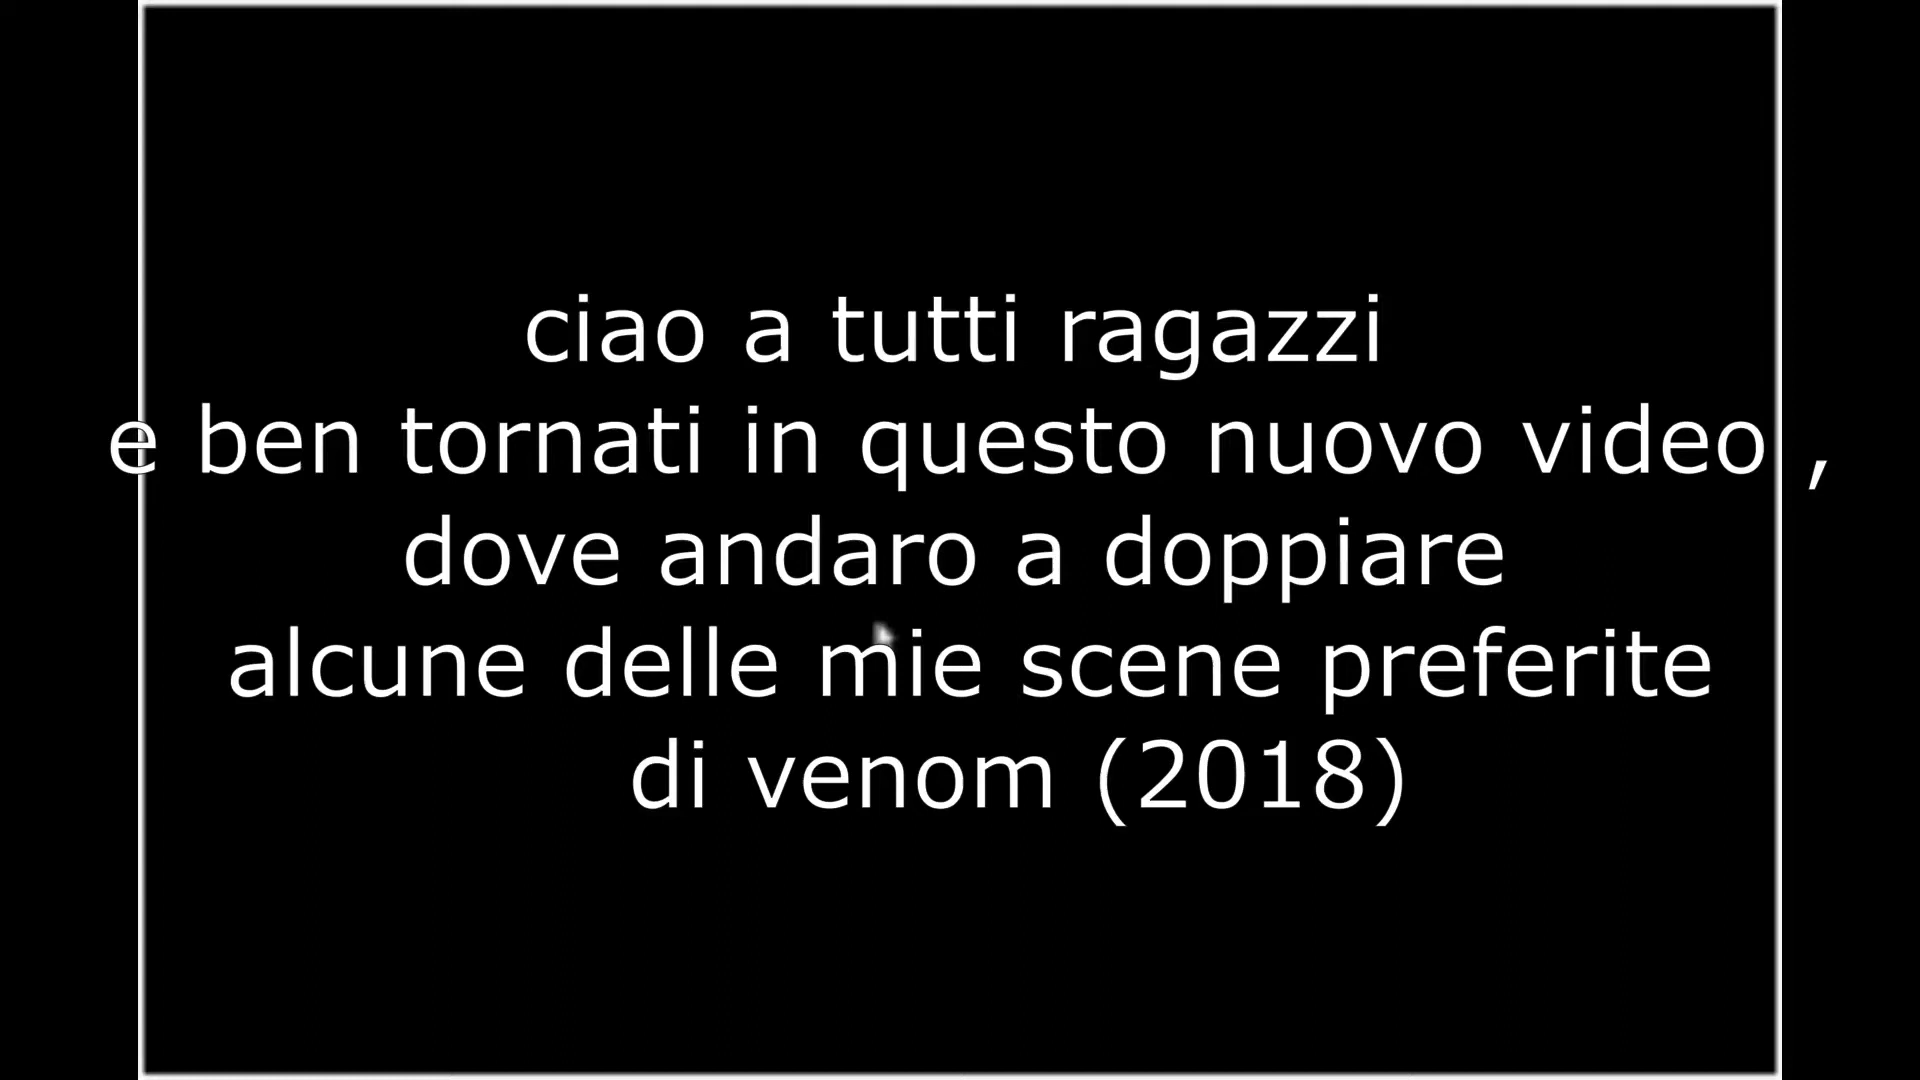 ciao a tutti ragazzi
e ben tornati in questo nuovo video ,
dove andaro a doppiare
alcune delle mie scene preferite
di venom (2018)